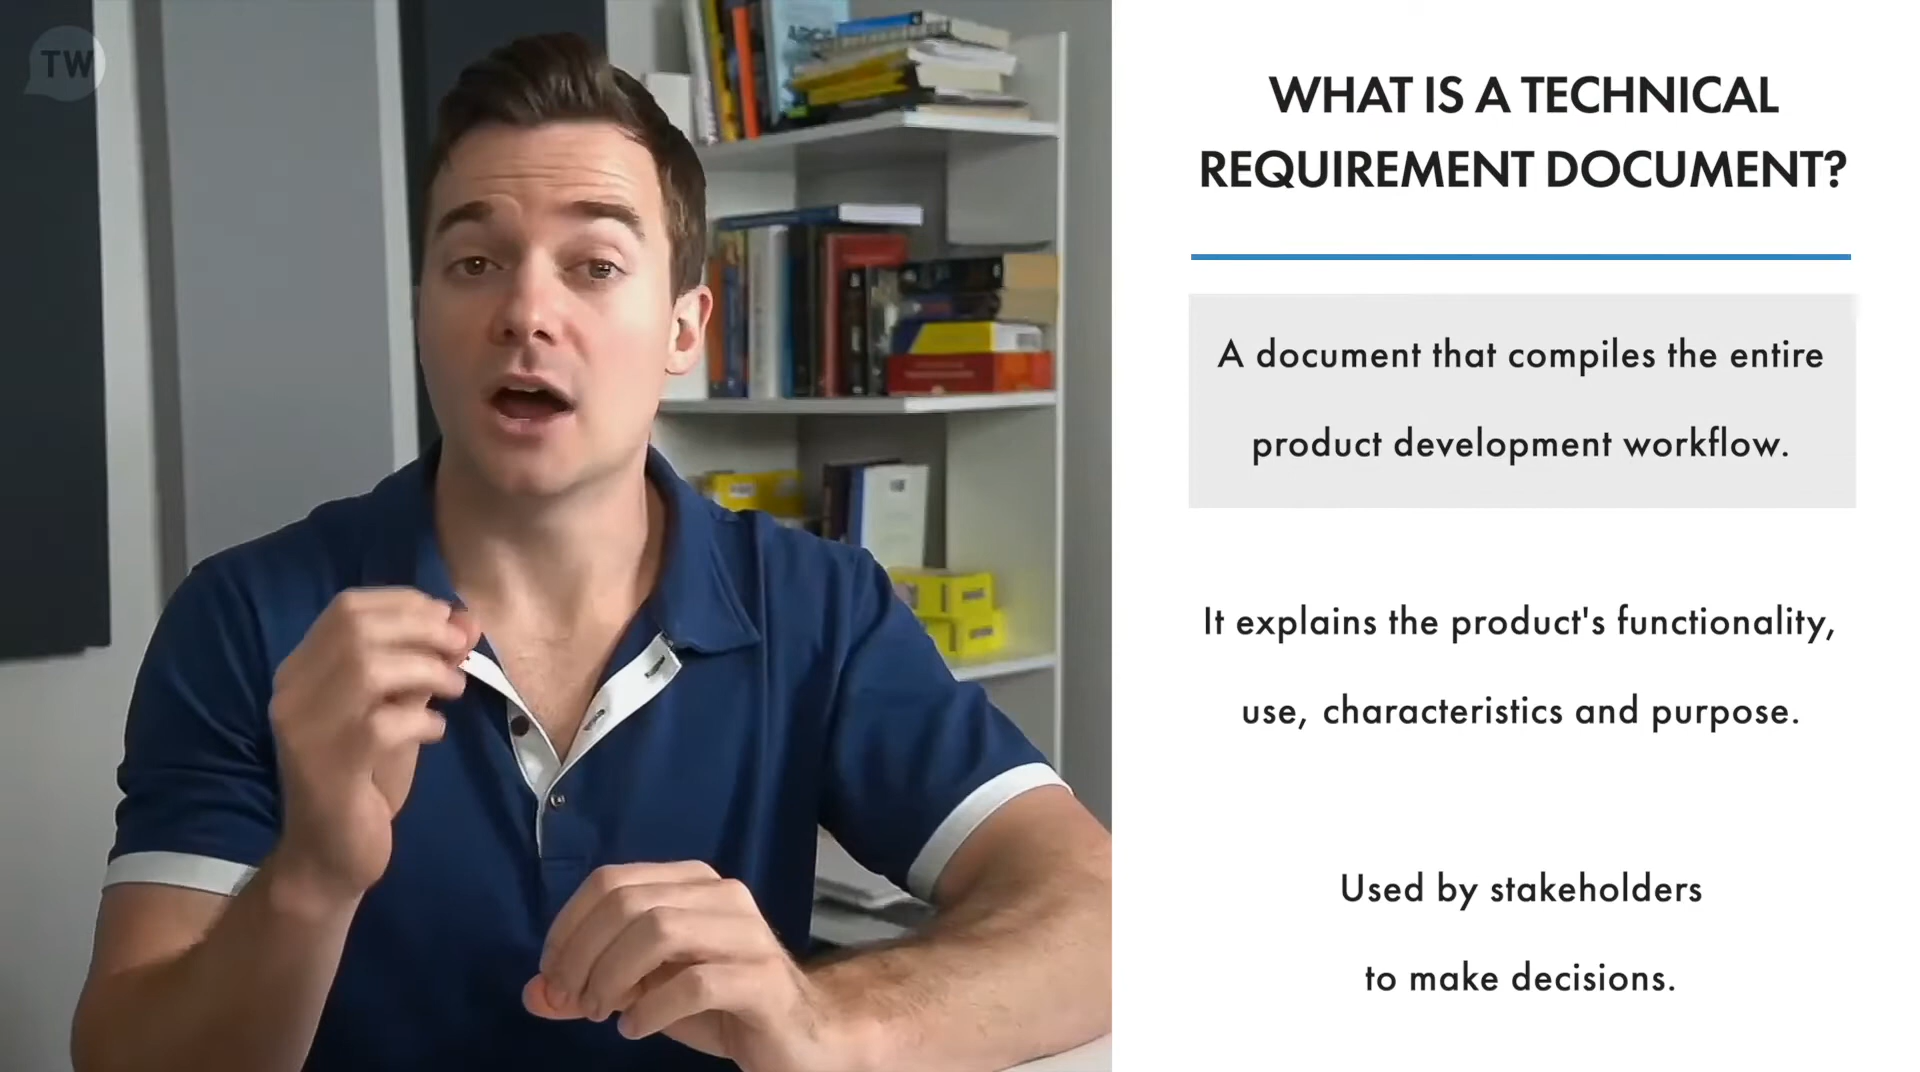 TW
WHAT IS A TECHNICAL
REQUIREMENT DOCUMENT?
A document that compiles the entire
product development workflow.
It explains the product's functionality,
use, characteristics and purpose.
Used by stakeholders
to make decisions.